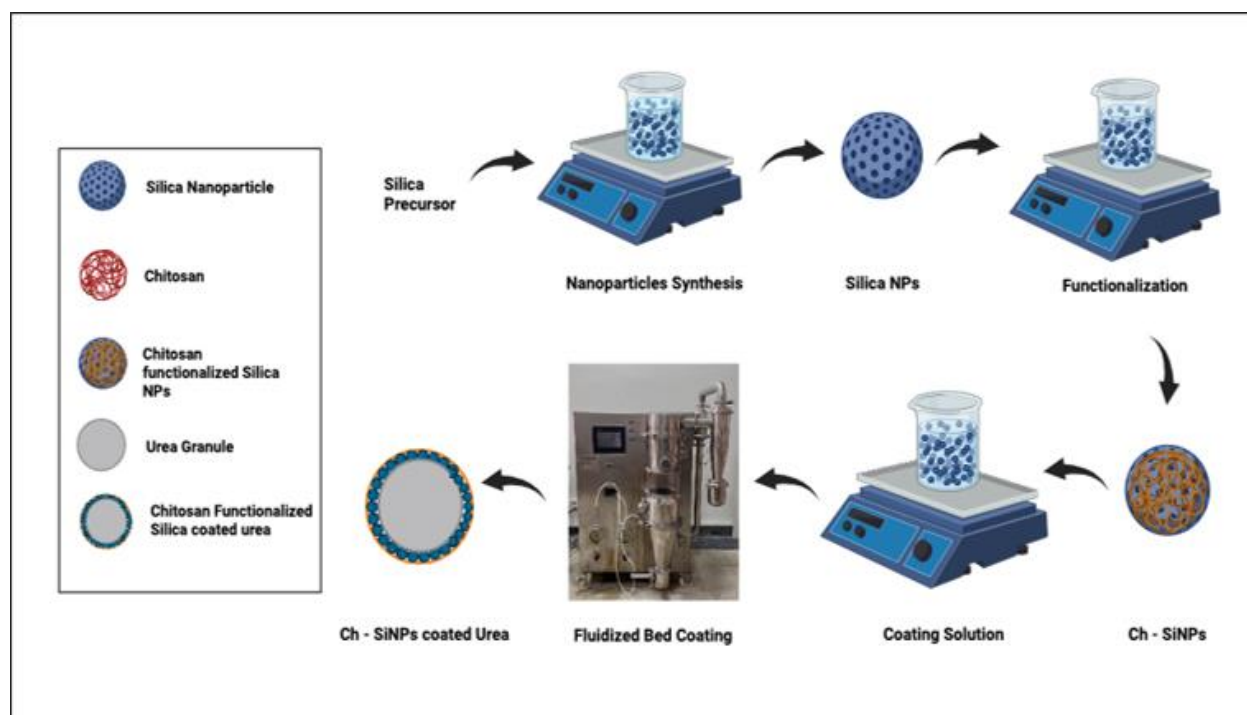 Silica Nanoparticle
Chitosan
Chitosan
functionalized Silica
NPs
Urea Granule
Chitosan Functionalized
Silica coated urea
Silica
Precursor
Nanoparticles Synthesis
Silica NPs
Functionalization
Ch - SiNPs coated Urea
Fluidized Bed Coating
Coating Solution
Ch - SiNPs